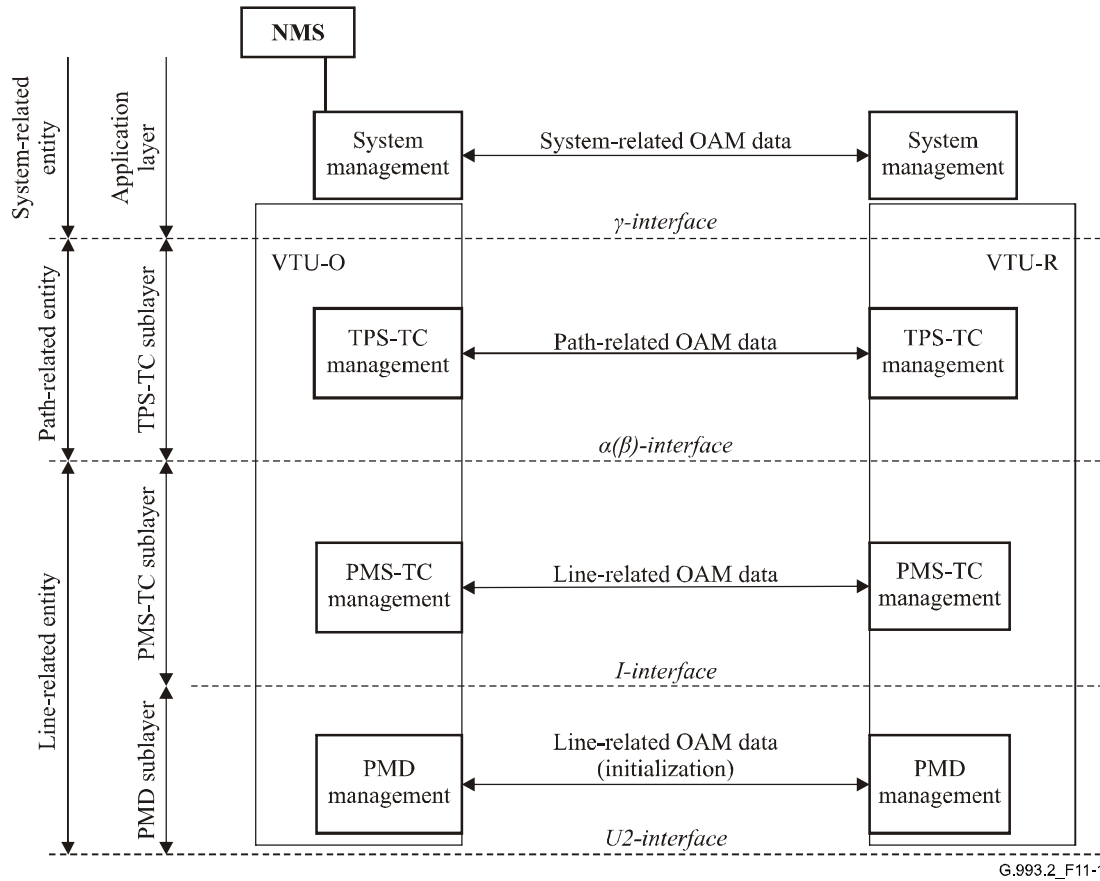 NMS
System-related
entity
Application
layer
System
management
System-related OAM data
System
management
γ-interface
VTU-O
VTU-R
Path-related entity
TPS-TC sublayer
TPS-TC
management
Path-related OAM data
TPS-TC
management
α(β)-interface
Line-related entity
PMS-TC sublayer
PMS-TC
management
Line-related OAM data
PMS-TC
management
I-interface
PMD sublayer
PMD
management
Line-related OAM data
(initialization)
PMD
management
U2-interface
G.993.2_F11-1